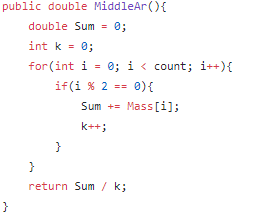 public double MiddleAr(){
    double Sum = 0;
    int k = 0;
    for(int i = 0; i < count; i++){
        if(i % 2 == 0){
            Sum += Mass[i];
            k++;
        }
    }
    return Sum / k;
}